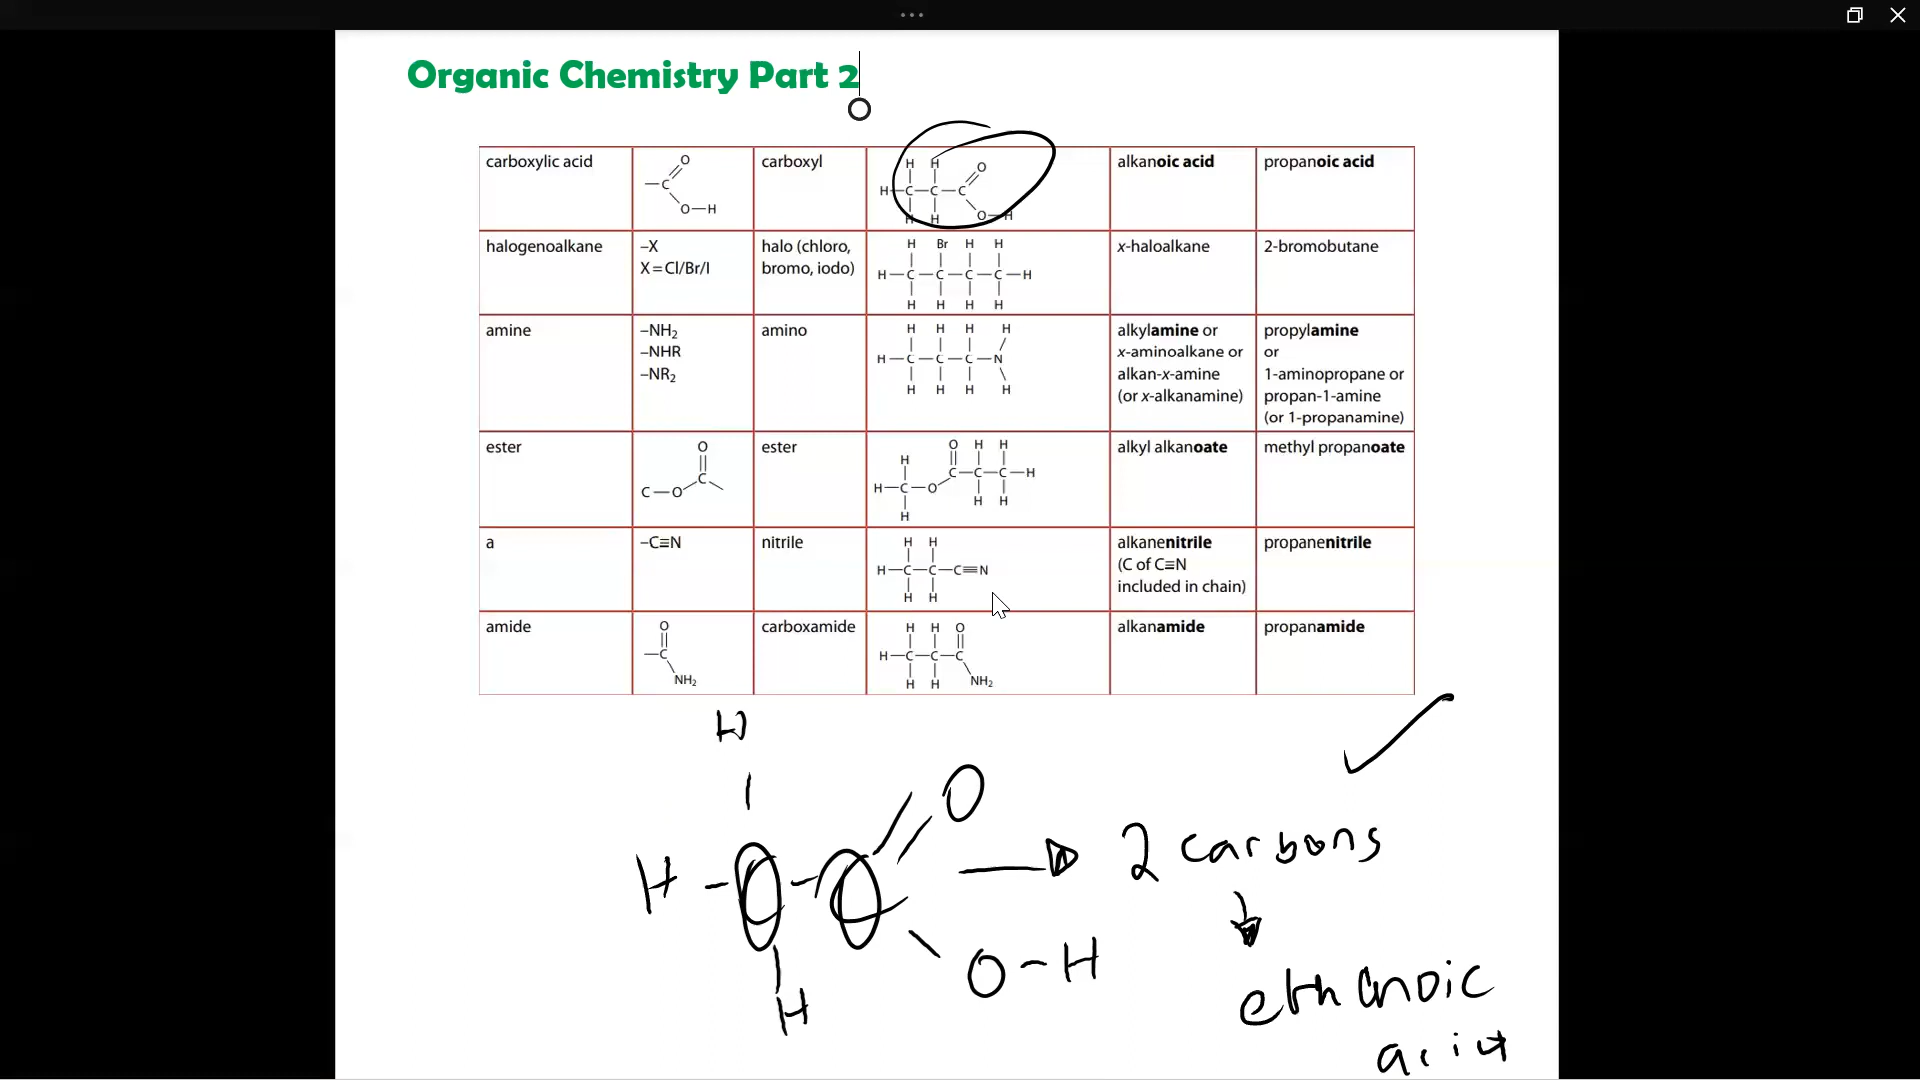 Organic Chemistry Part 2
carboxylic acid
O
—C
O—H
carboxyl
H H O
H—C—C—C
H H O—H
alkanoic acid
propanoic acid
halogenoalkane
–X
X=Cl/Br/I
halo (chloro,
bromo, iodo)
H Br H H
H—C—C—C—C—H
H H H H
x-haloalkane
2-bromobutane
amine
–NH₂
–NHR
–NR₂
amino
H H H H
H—C—C—C—N
H H H H
alkylamine or
x-aminoalkane or
alkan-x-amine
(or x-alkanamine)
propylamine
or
1-aminopropane or
propan-1-amine
(or 1-propanamine)
ester
O
C—O C
ester
O H H
H C—C—C—H
H—C—O H H
H
alkyl alkanoate
methyl propanoate
a
–C≡N
nitrile
H H
H—C—C—C≡N
H H
alkanenitrile
(C of C≡N
included in chain)
propanenitrile
amide
O
—C
NH₂
carboxamide
H H O
H—C—C—C
H H NH₂
alkanamide
propanamide
H
O
H-C-C → 2 carbons
O-H
H
ethanoic
acid